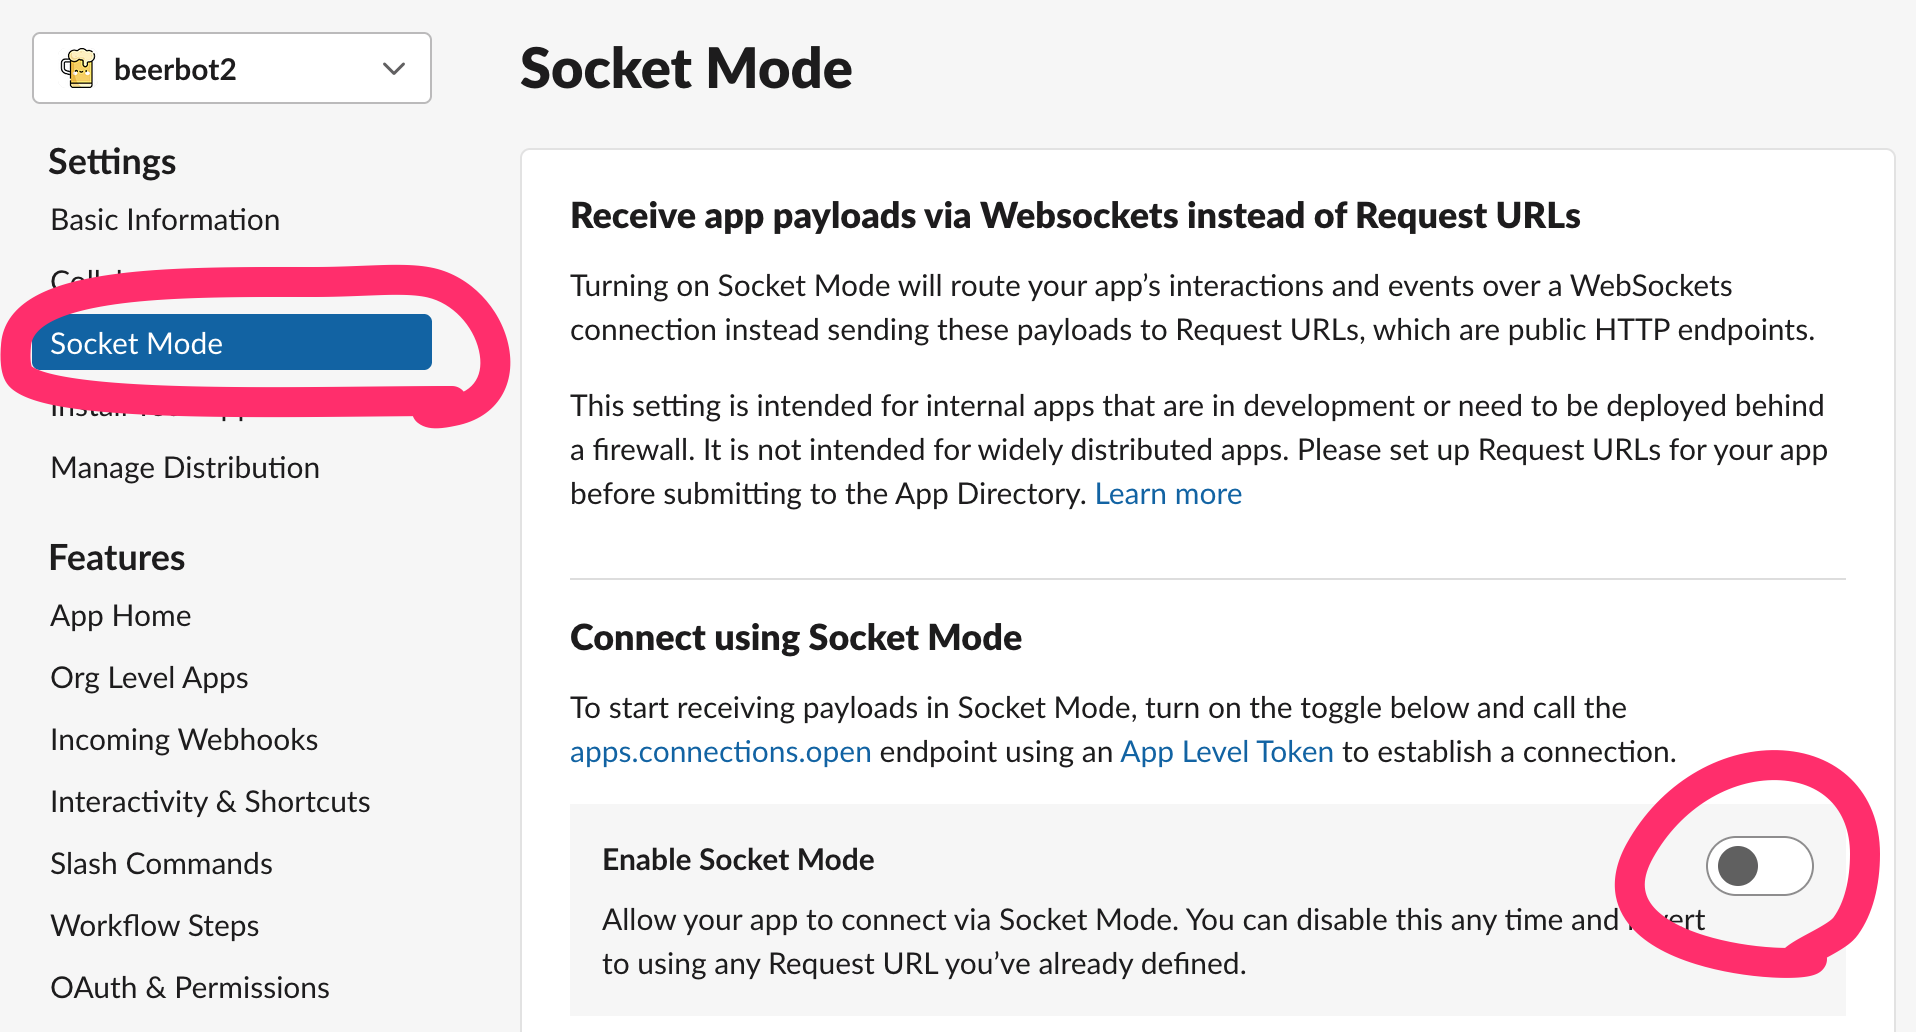 beerbot2
Socket Mode
Settings
Basic Information
Socket Mode
Manage Distribution
Features
App Home
Org Level Apps
Incoming Webhooks
Interactivity & Shortcuts
Slash Commands
Workflow Steps
OAuth & Permissions
Receive app payloads via Websockets instead of Request URLs
Turning on Socket Mode will route your app’s interactions and events over a WebSockets
connection instead sending these payloads to Request URLs, which are public HTTP endpoints.
This setting is intended for internal apps that are in development or need to be deployed behind
a firewall. It is not intended for widely distributed apps. Please set up Request URLs for your app
before submitting to the App Directory. Learn more
Connect using Socket Mode
To start receiving payloads in Socket Mode, turn on the toggle below and call the
apps.connections.open endpoint using an App Level Token to establish a connection.
Enable Socket Mode
Allow your app to connect via Socket Mode. You can disable this any time and
to using any Request URL you’ve already defined.